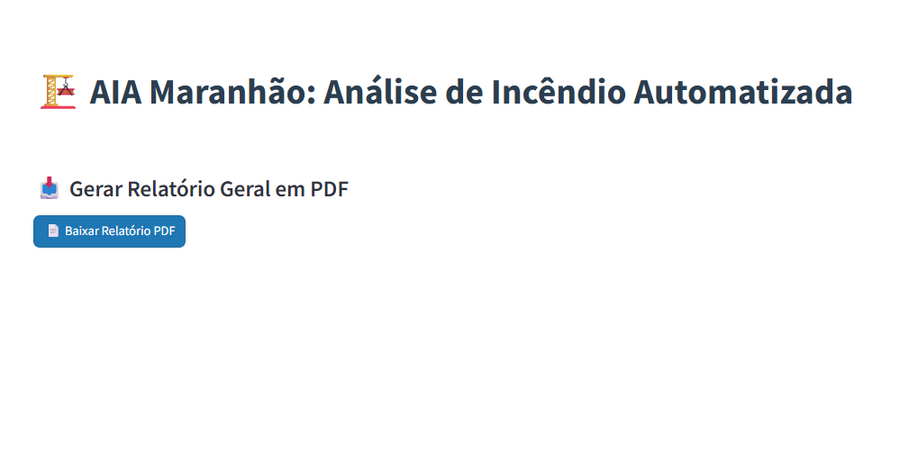 AIA Maranhão: Análise de Incêndio Automatizada
Gerar Relatório Geral em PDF
Baixar Relatório PDF